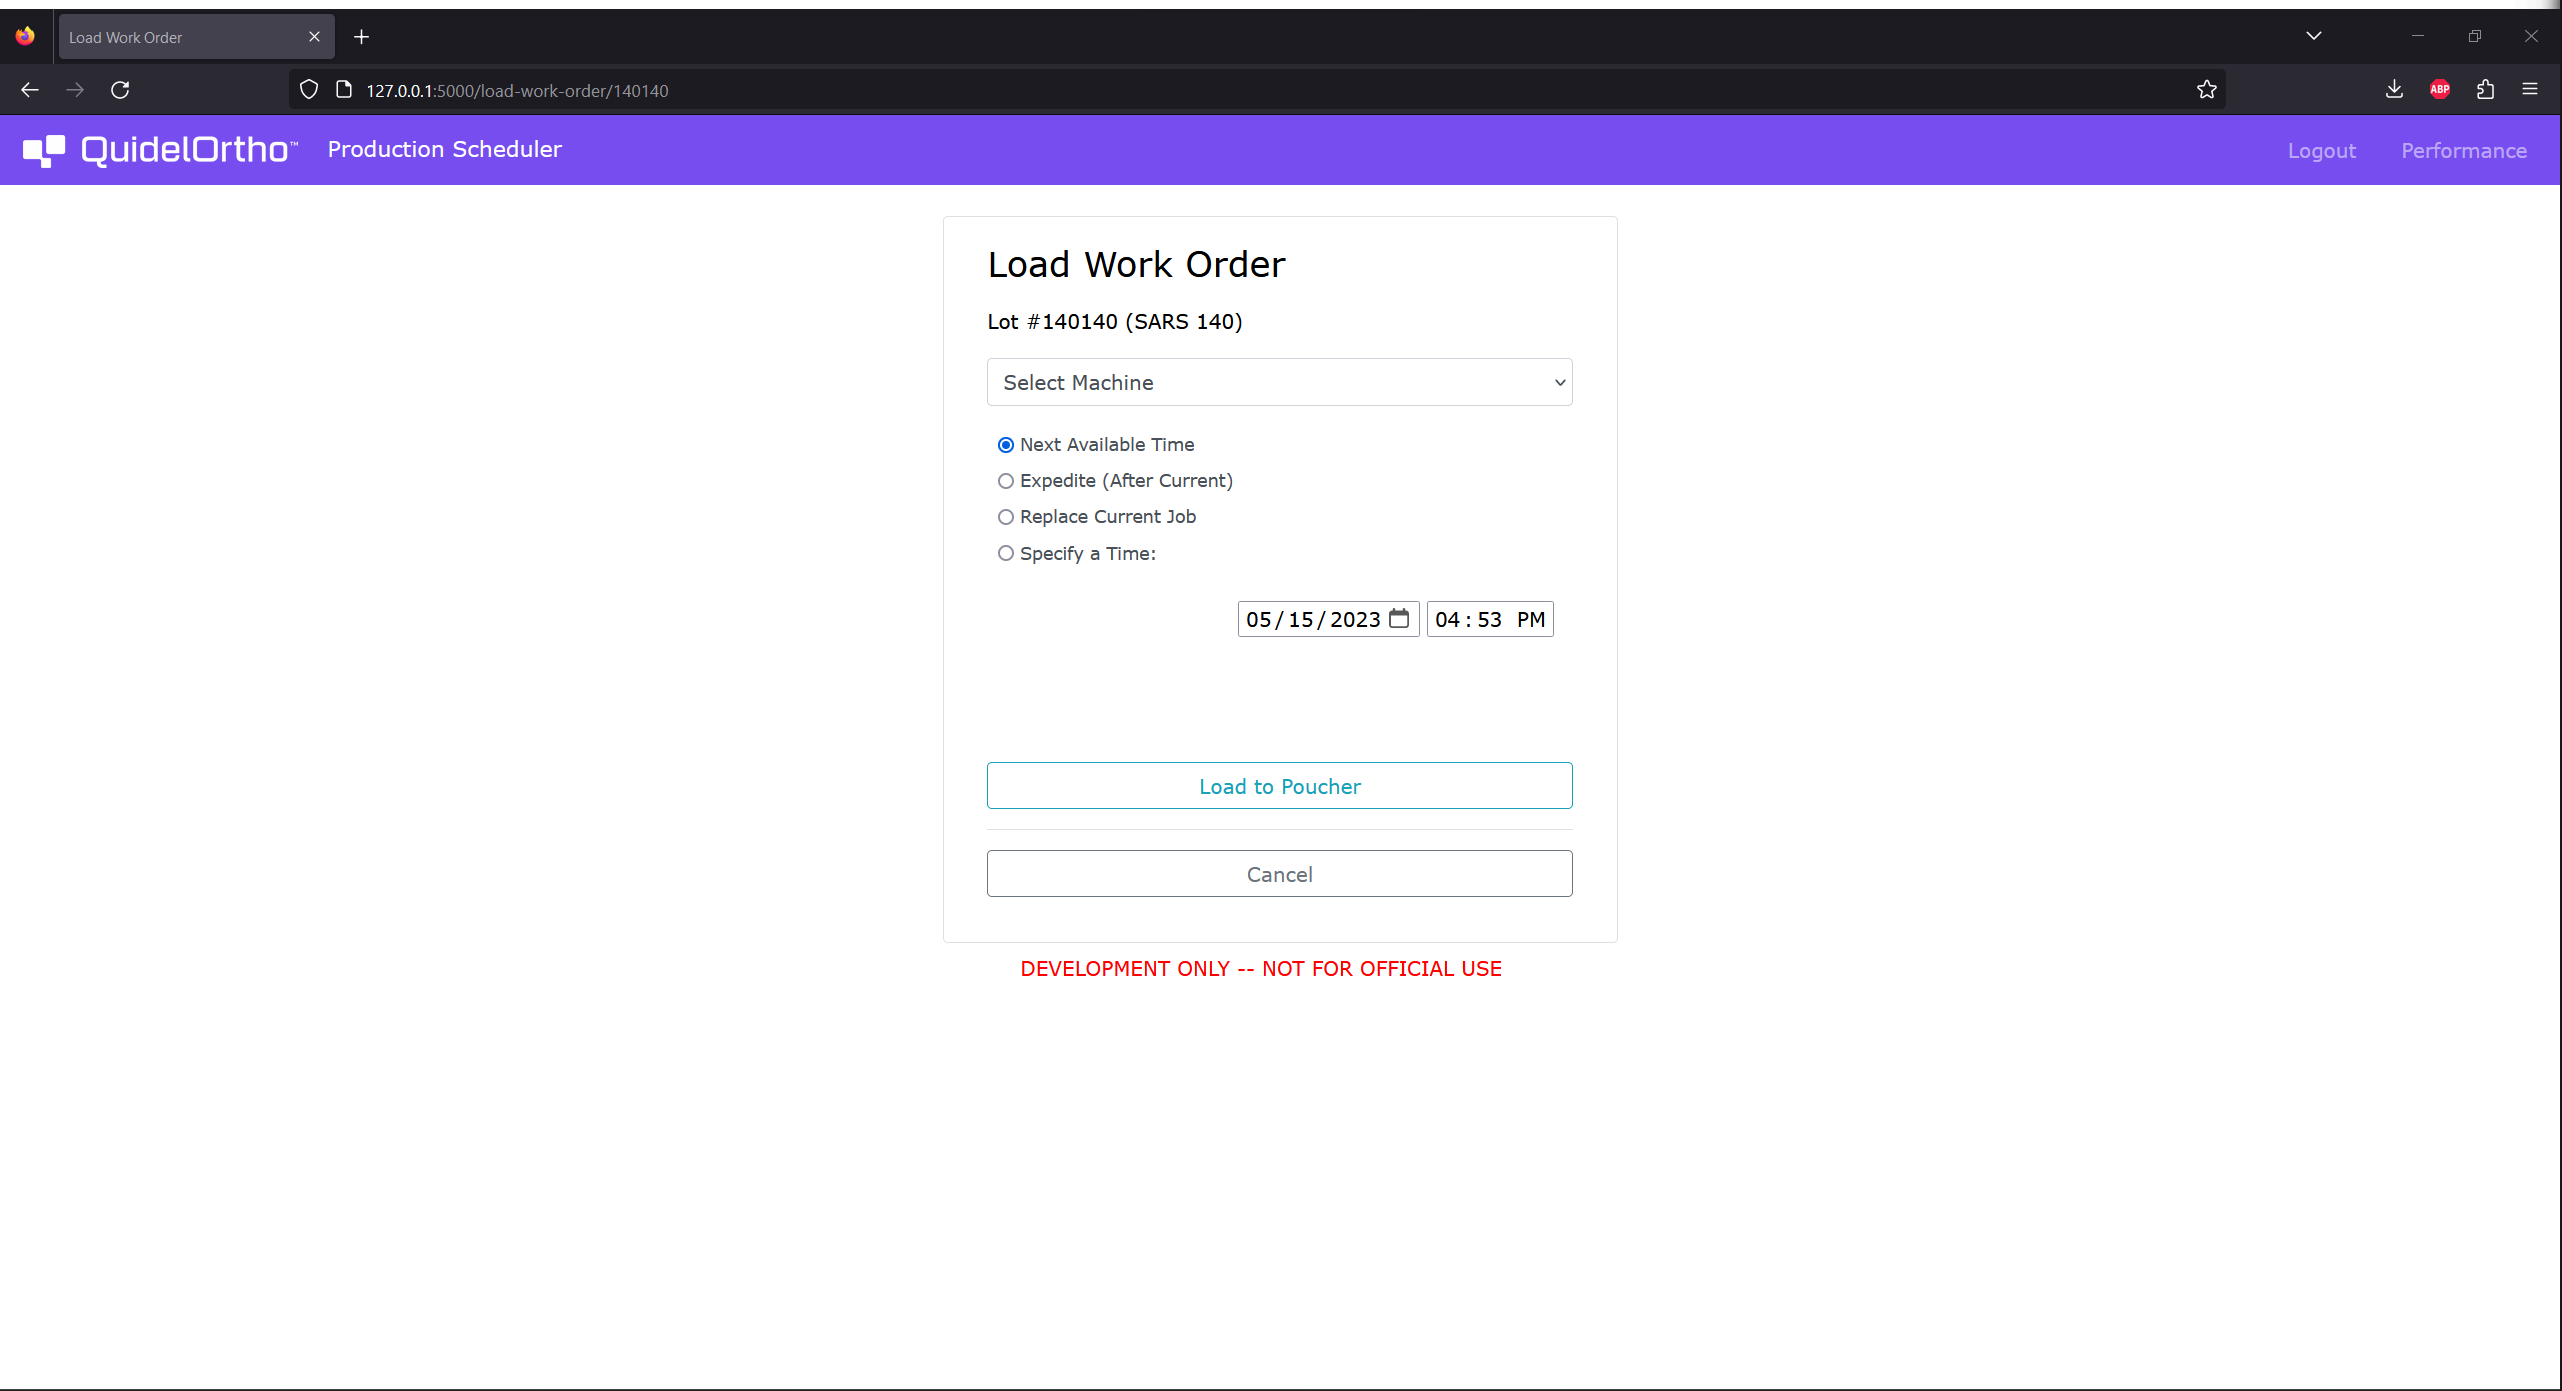 Load Work Order
127.0.0.1:5000/load-work-order/140140
ABP
QuidelOrtho™ Production Scheduler Logout Performance
Load Work Order
Lot #140140 (SARS 140)
Select Machine
Next Available Time
Expedite (After Current)
Replace Current Job
Specify a Time:
05/15/2023 04:53 PM
Load to Poucher
Cancel
DEVELOPMENT ONLY -- NOT FOR OFFICIAL USE